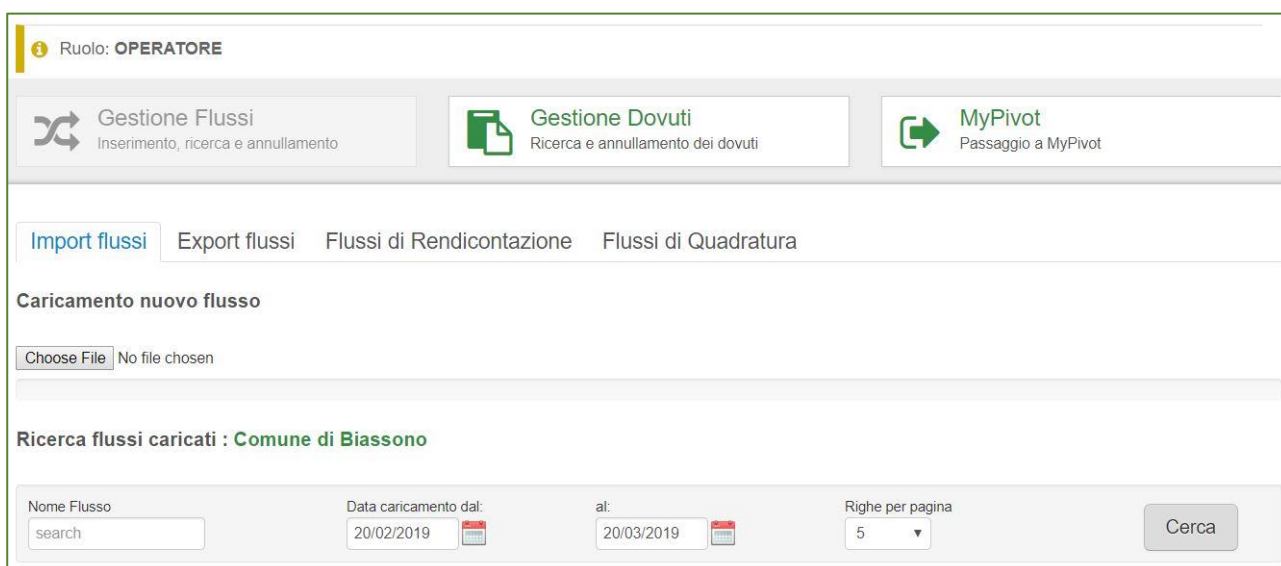 Ruolo: OPERATORE
Gestione Flussi
Inserimento, ricerca e annullamento
Gestione Dovuti
Ricerca e annullamento dei dovuti
MyPivot
Passaggio a MyPivot
Import flussi Export flussi Flussi di Rendicontazione Flussi di Quadratura
Caricamento nuovo flusso
Choose File No file chosen
Ricerca flussi caricati : Comune di Biassono
Nome Flusso Data caricamento dal: al: Righe per pagina
search 20/02/2019 20/03/2019 5 Cerca